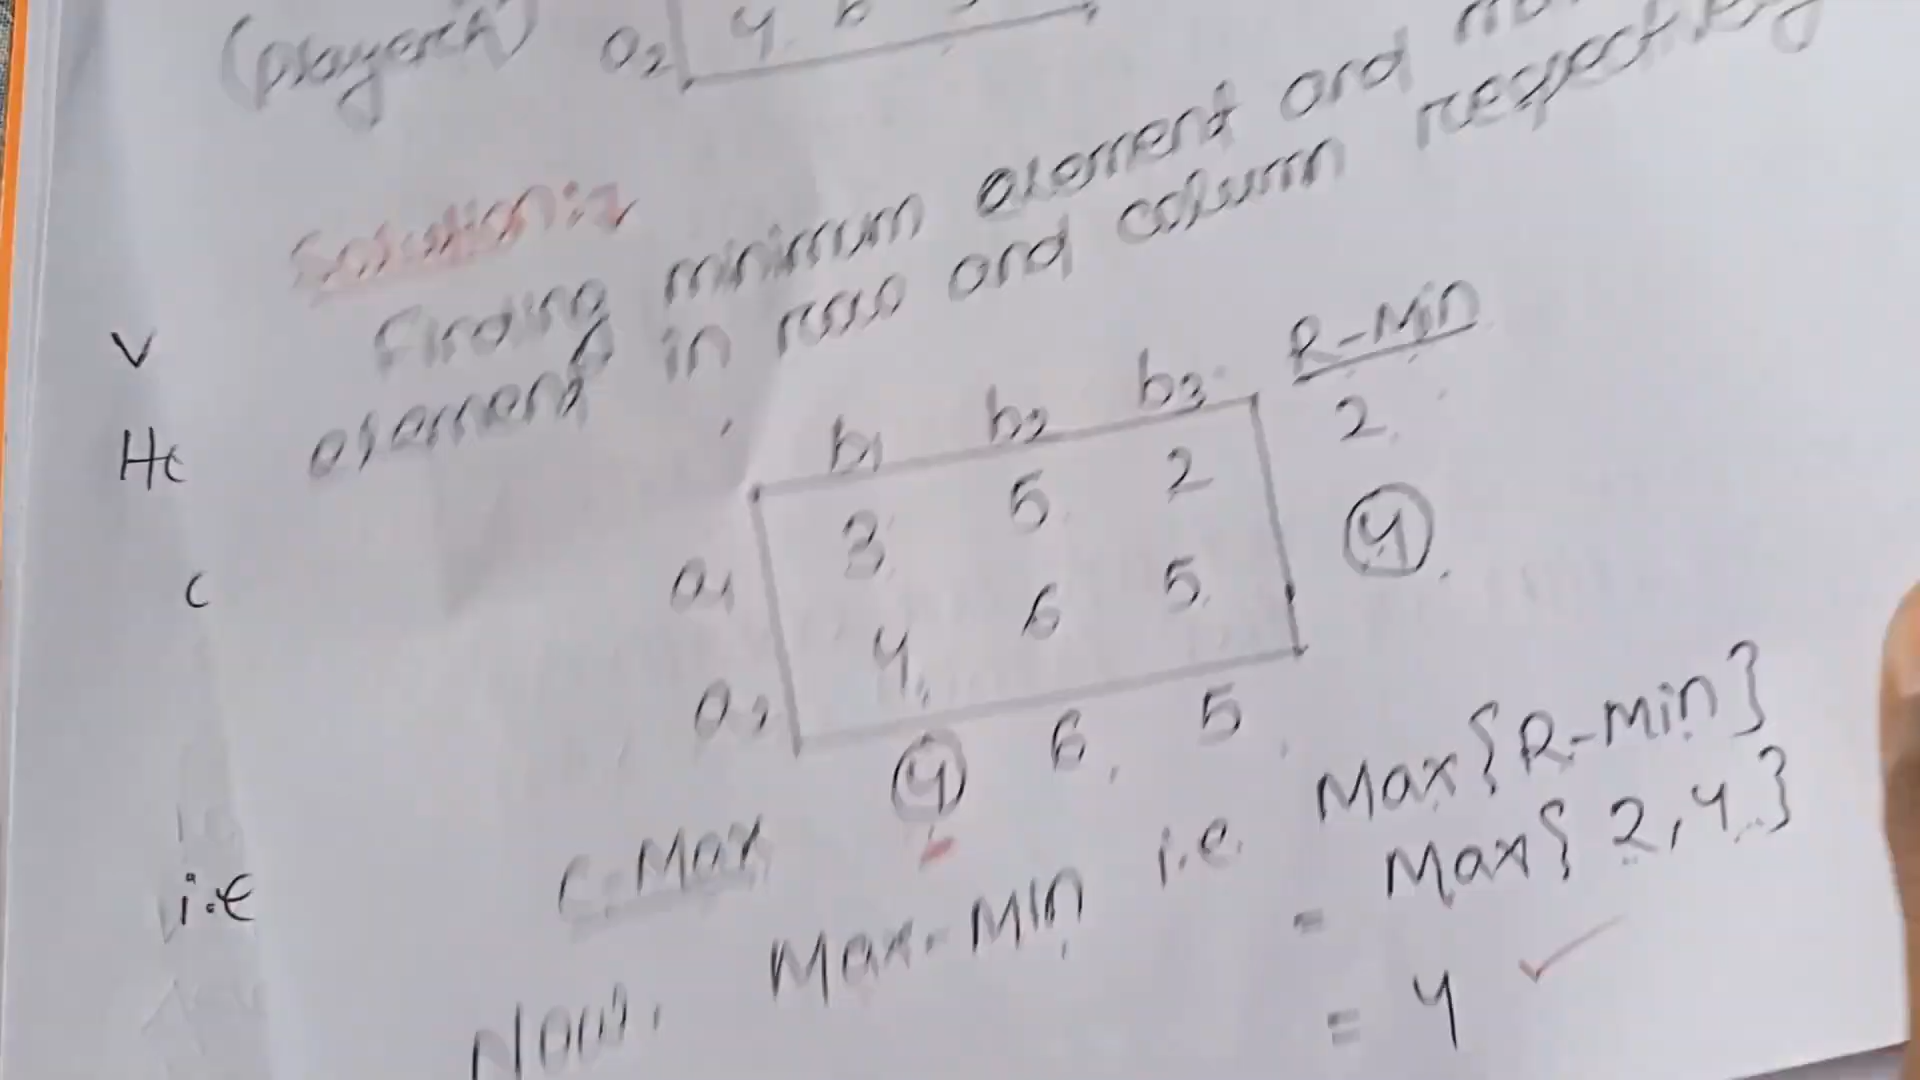 (player A) a2 4 6
Solution:-
V Finding minimum element and
Hc element in row and column respectively
b1 b2 b3 R-Min
a1 3 5 2 2
c a2 4 6 5 4
C-Max 4 6 5
i.e Now, Max-Min i.e. Max{R-Min}
= Max{2,4}
= 4 ✓